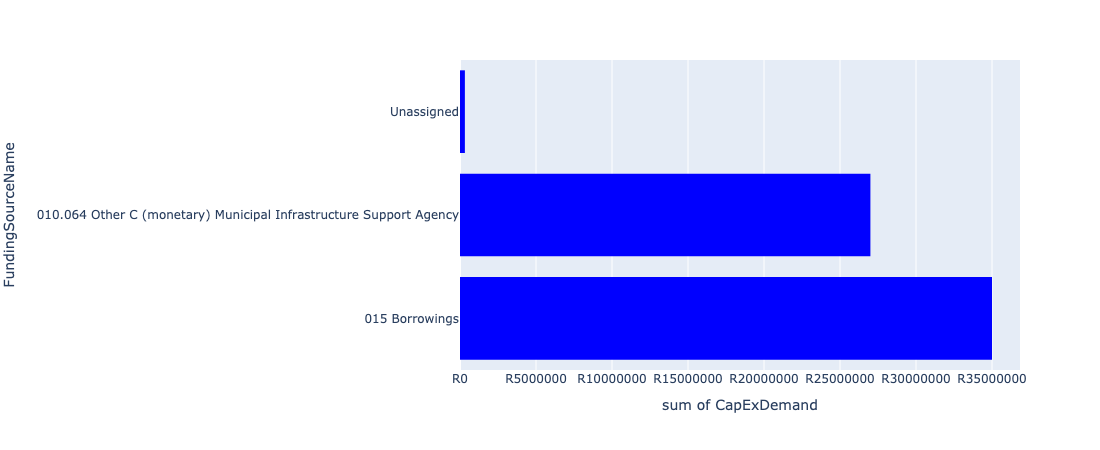 FundingSourceName
Unassigned
010.064 Other C (monetary) Municipal Infrastructure Support Agency
015 Borrowings
R0 R5000000 R10000000 R15000000 R20000000 R25000000 R30000000 R35000000
sum of CapExDemand